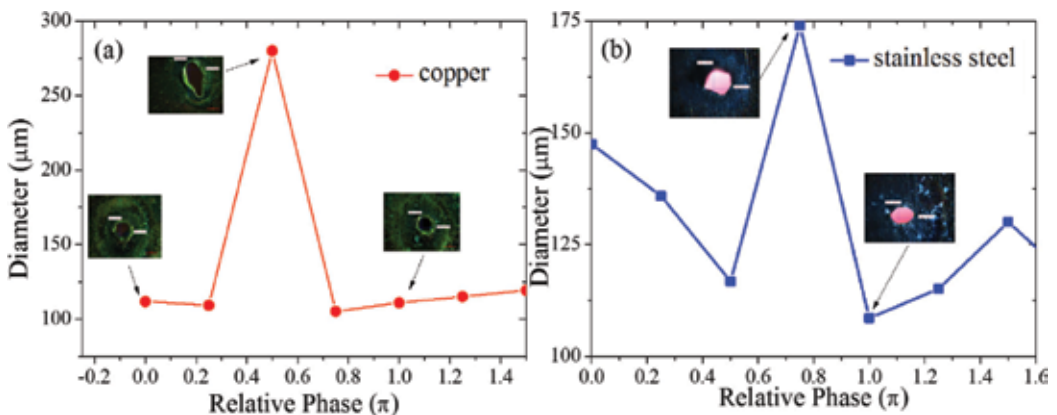 (a)
copper
300
250
200
150
100
Diameter (μm)
-0.2 0.0 0.2 0.4 0.6 0.8 1.0 1.2 1.4
Relative Phase (π)
(b)
stainless steel
175
150
125
100
Diameter (μm)
0.0 0.2 0.4 0.6 0.8 1.0 1.2 1.4 1.6
Relative Phase (π)